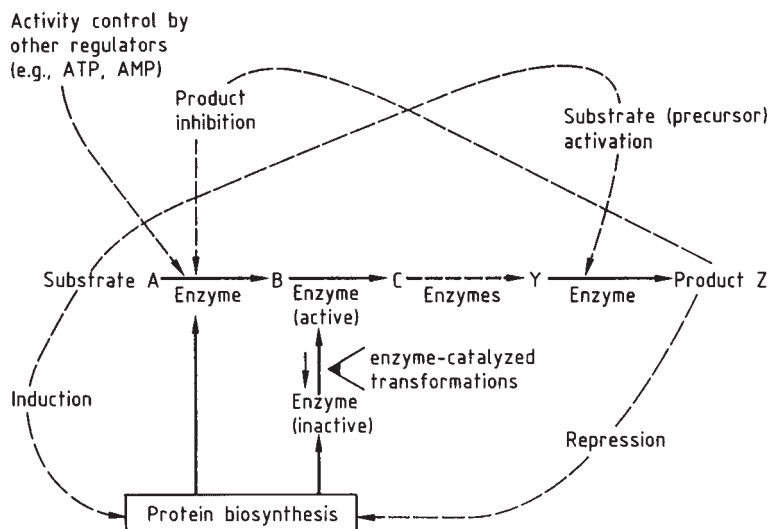 Activity control by
other regulators
(e.g., ATP, AMP)
Product
inhibition
Substrate (precursor)
activation
Substrate A
B
C
Y
Product Z
Enzyme
Enzyme
(active)
Enzymes
Enzyme
enzyme-catalyzed
transformations
Enzyme
(inactive)
Induction
Repression
Protein biosynthesis